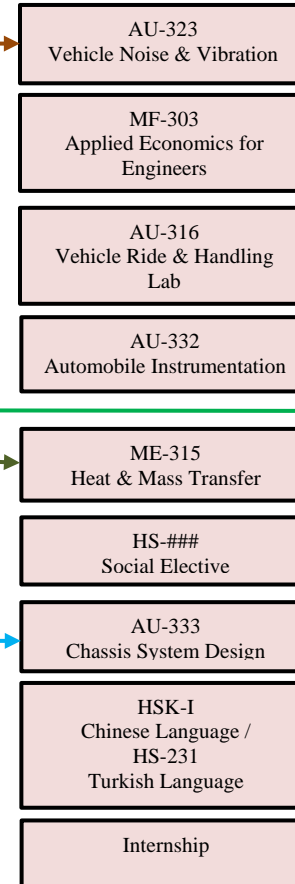 AU-323
Vehicle Noise & Vibration
MF-303
Applied Economics for
Engineers
AU-316
Vehicle Ride & Handling
Lab
AU-332
Automobile Instrumentation
ME-315
Heat & Mass Transfer
HS-###
Social Elective
AU-333
Chassis System Design
HSK-I
Chinese Language /
HS-231
Turkish Language
Internship